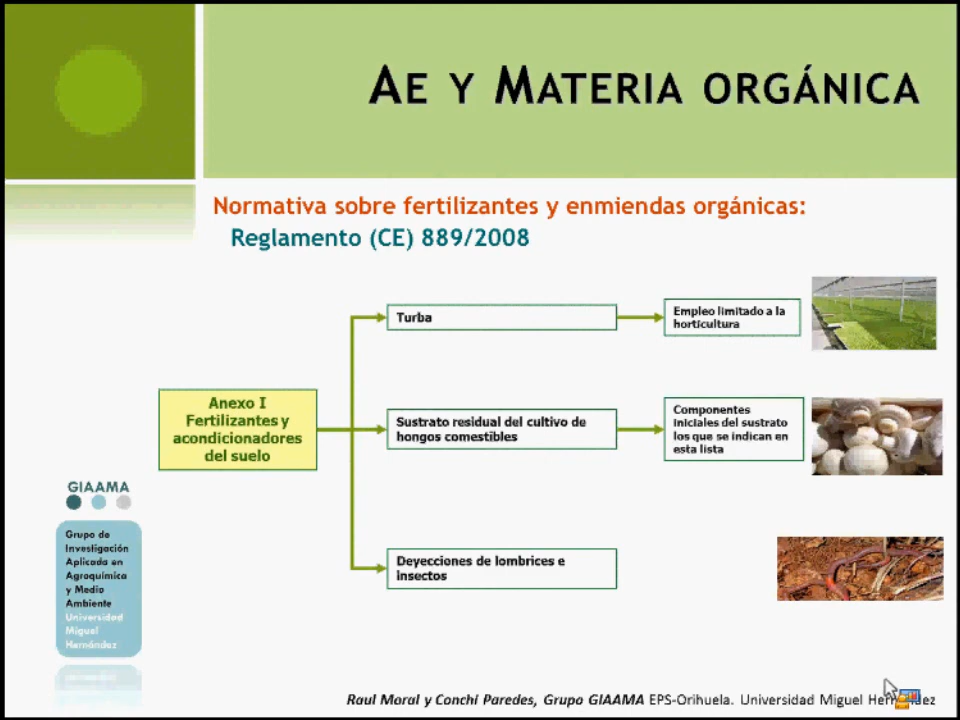 AE Y MATERIA ORGÁNICA
Normativa sobre fertilizantes y enmiendas orgánicas:
Reglamento (CE) 889/2008
Turba
Empleo limitado a la
horticultura
Anexo I
Fertilizantes y
acondicionadores
del suelo
Sustrato residual del cultivo de
hongos comestibles
Componentes
iniciales del sustrato
los que se indican en
esta lista
Deyecciones de lombrices e
insectos
GIAAMA
Grupo de
Investigación
Aplicada en
Agroquímica
y Medio
Ambiente
Universidad
Miguel
Hernández
Raul Moral y Conchi Paredes, Grupo GIAAMA EPS-Orihuela. Universidad Miguel Hernández